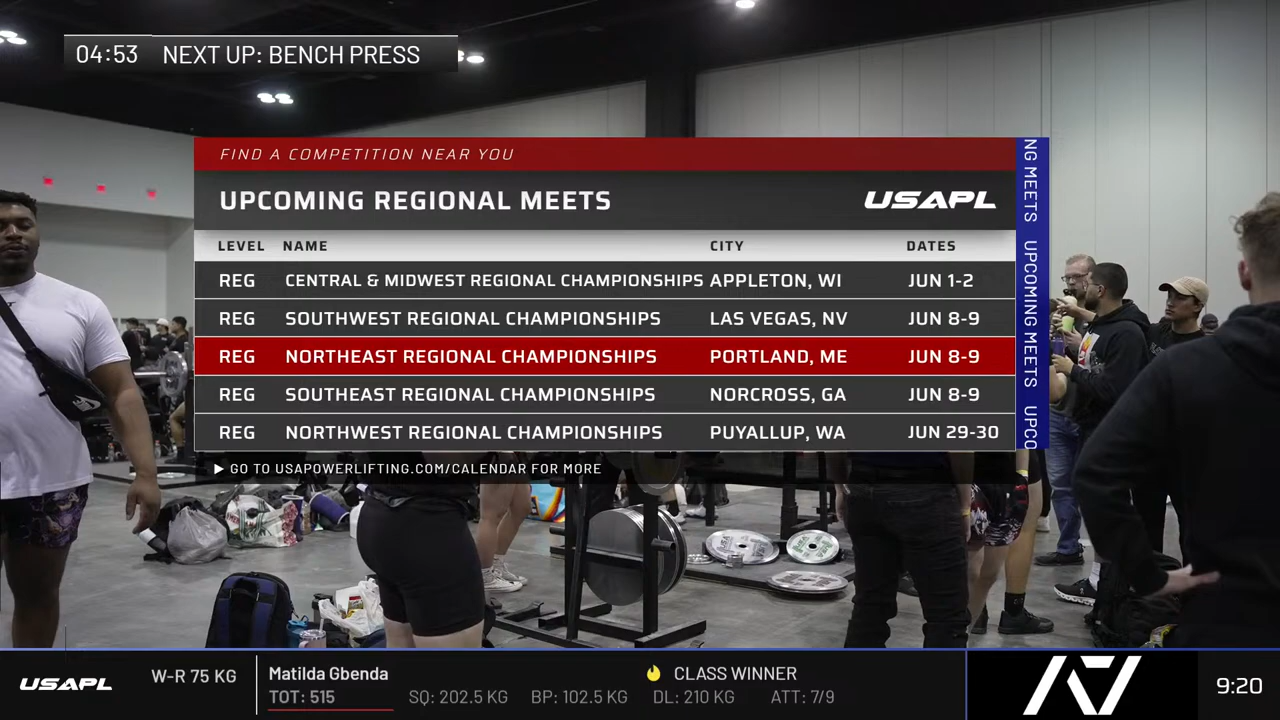 04:53 NEXT UP: BENCH PRESS
FIND A COMPETITION NEAR YOU
UPCOMING REGIONAL MEETS USAPL
LEVEL NAME CITY DATES
REG CENTRAL & MIDWEST REGIONAL CHAMPIONSHIPS APPLETON, WI JUN 1-2
REG SOUTHWEST REGIONAL CHAMPIONSHIPS LAS VEGAS, NV JUN 8-9
REG NORTHEAST REGIONAL CHAMPIONSHIPS PORTLAND, ME JUN 8-9
REG SOUTHEAST REGIONAL CHAMPIONSHIPS NORCROSS, GA JUN 8-9
REG NORTHWEST REGIONAL CHAMPIONSHIPS PUYALLUP, WA JUN 29-30
▶ GO TO USAPOWERLIFTING.COM/CALENDAR FOR MORE
NG MEETS UPCOMING MEETS UPCO
USAPL W-R 75 KG Matilda Gbenda CLASS WINNER
TOT: 515 SQ: 202.5 KG BP: 102.5 KG DL: 210 KG ATT: 7/9
9:20